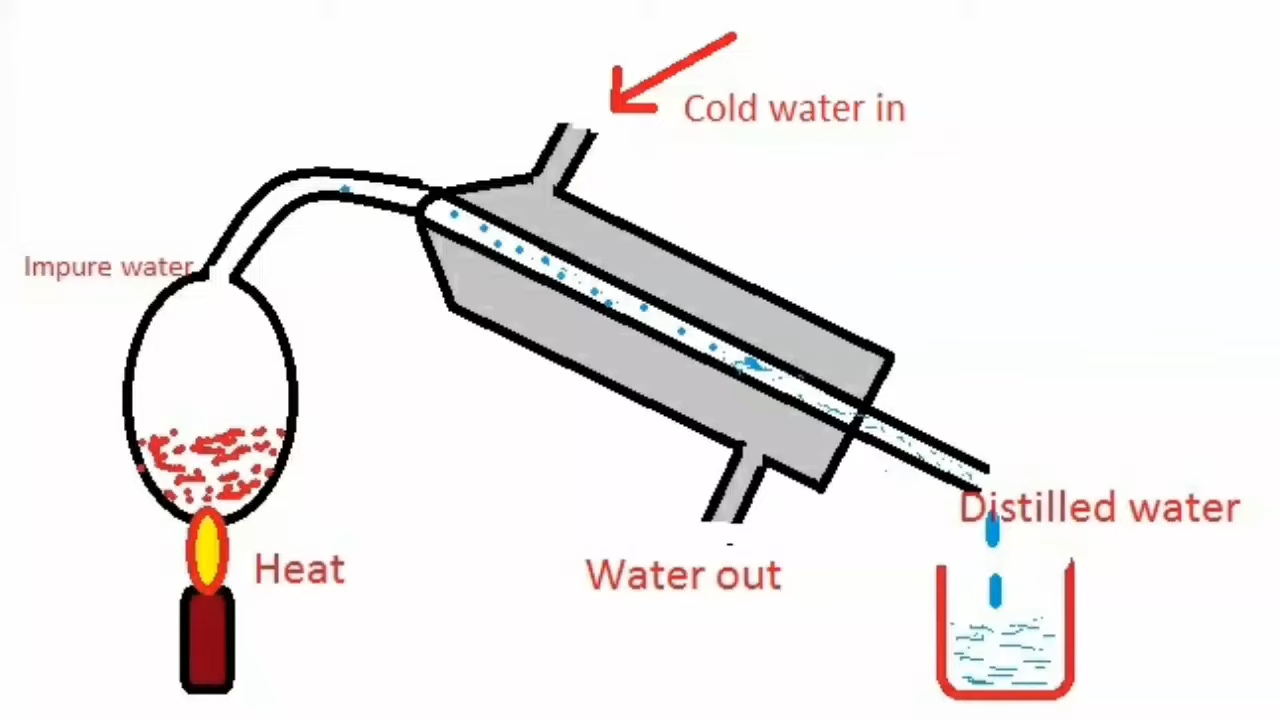 Cold water in
Impure water
Distilled water
Heat
Water out